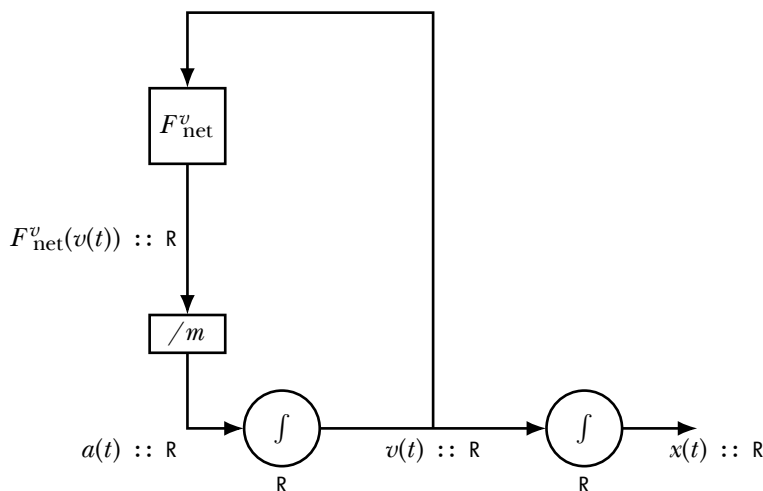 F^v_net
F^v_net(v(t)) :: R
/m
∫ ∫
a(t) :: R v(t) :: R x(t) :: R
R R